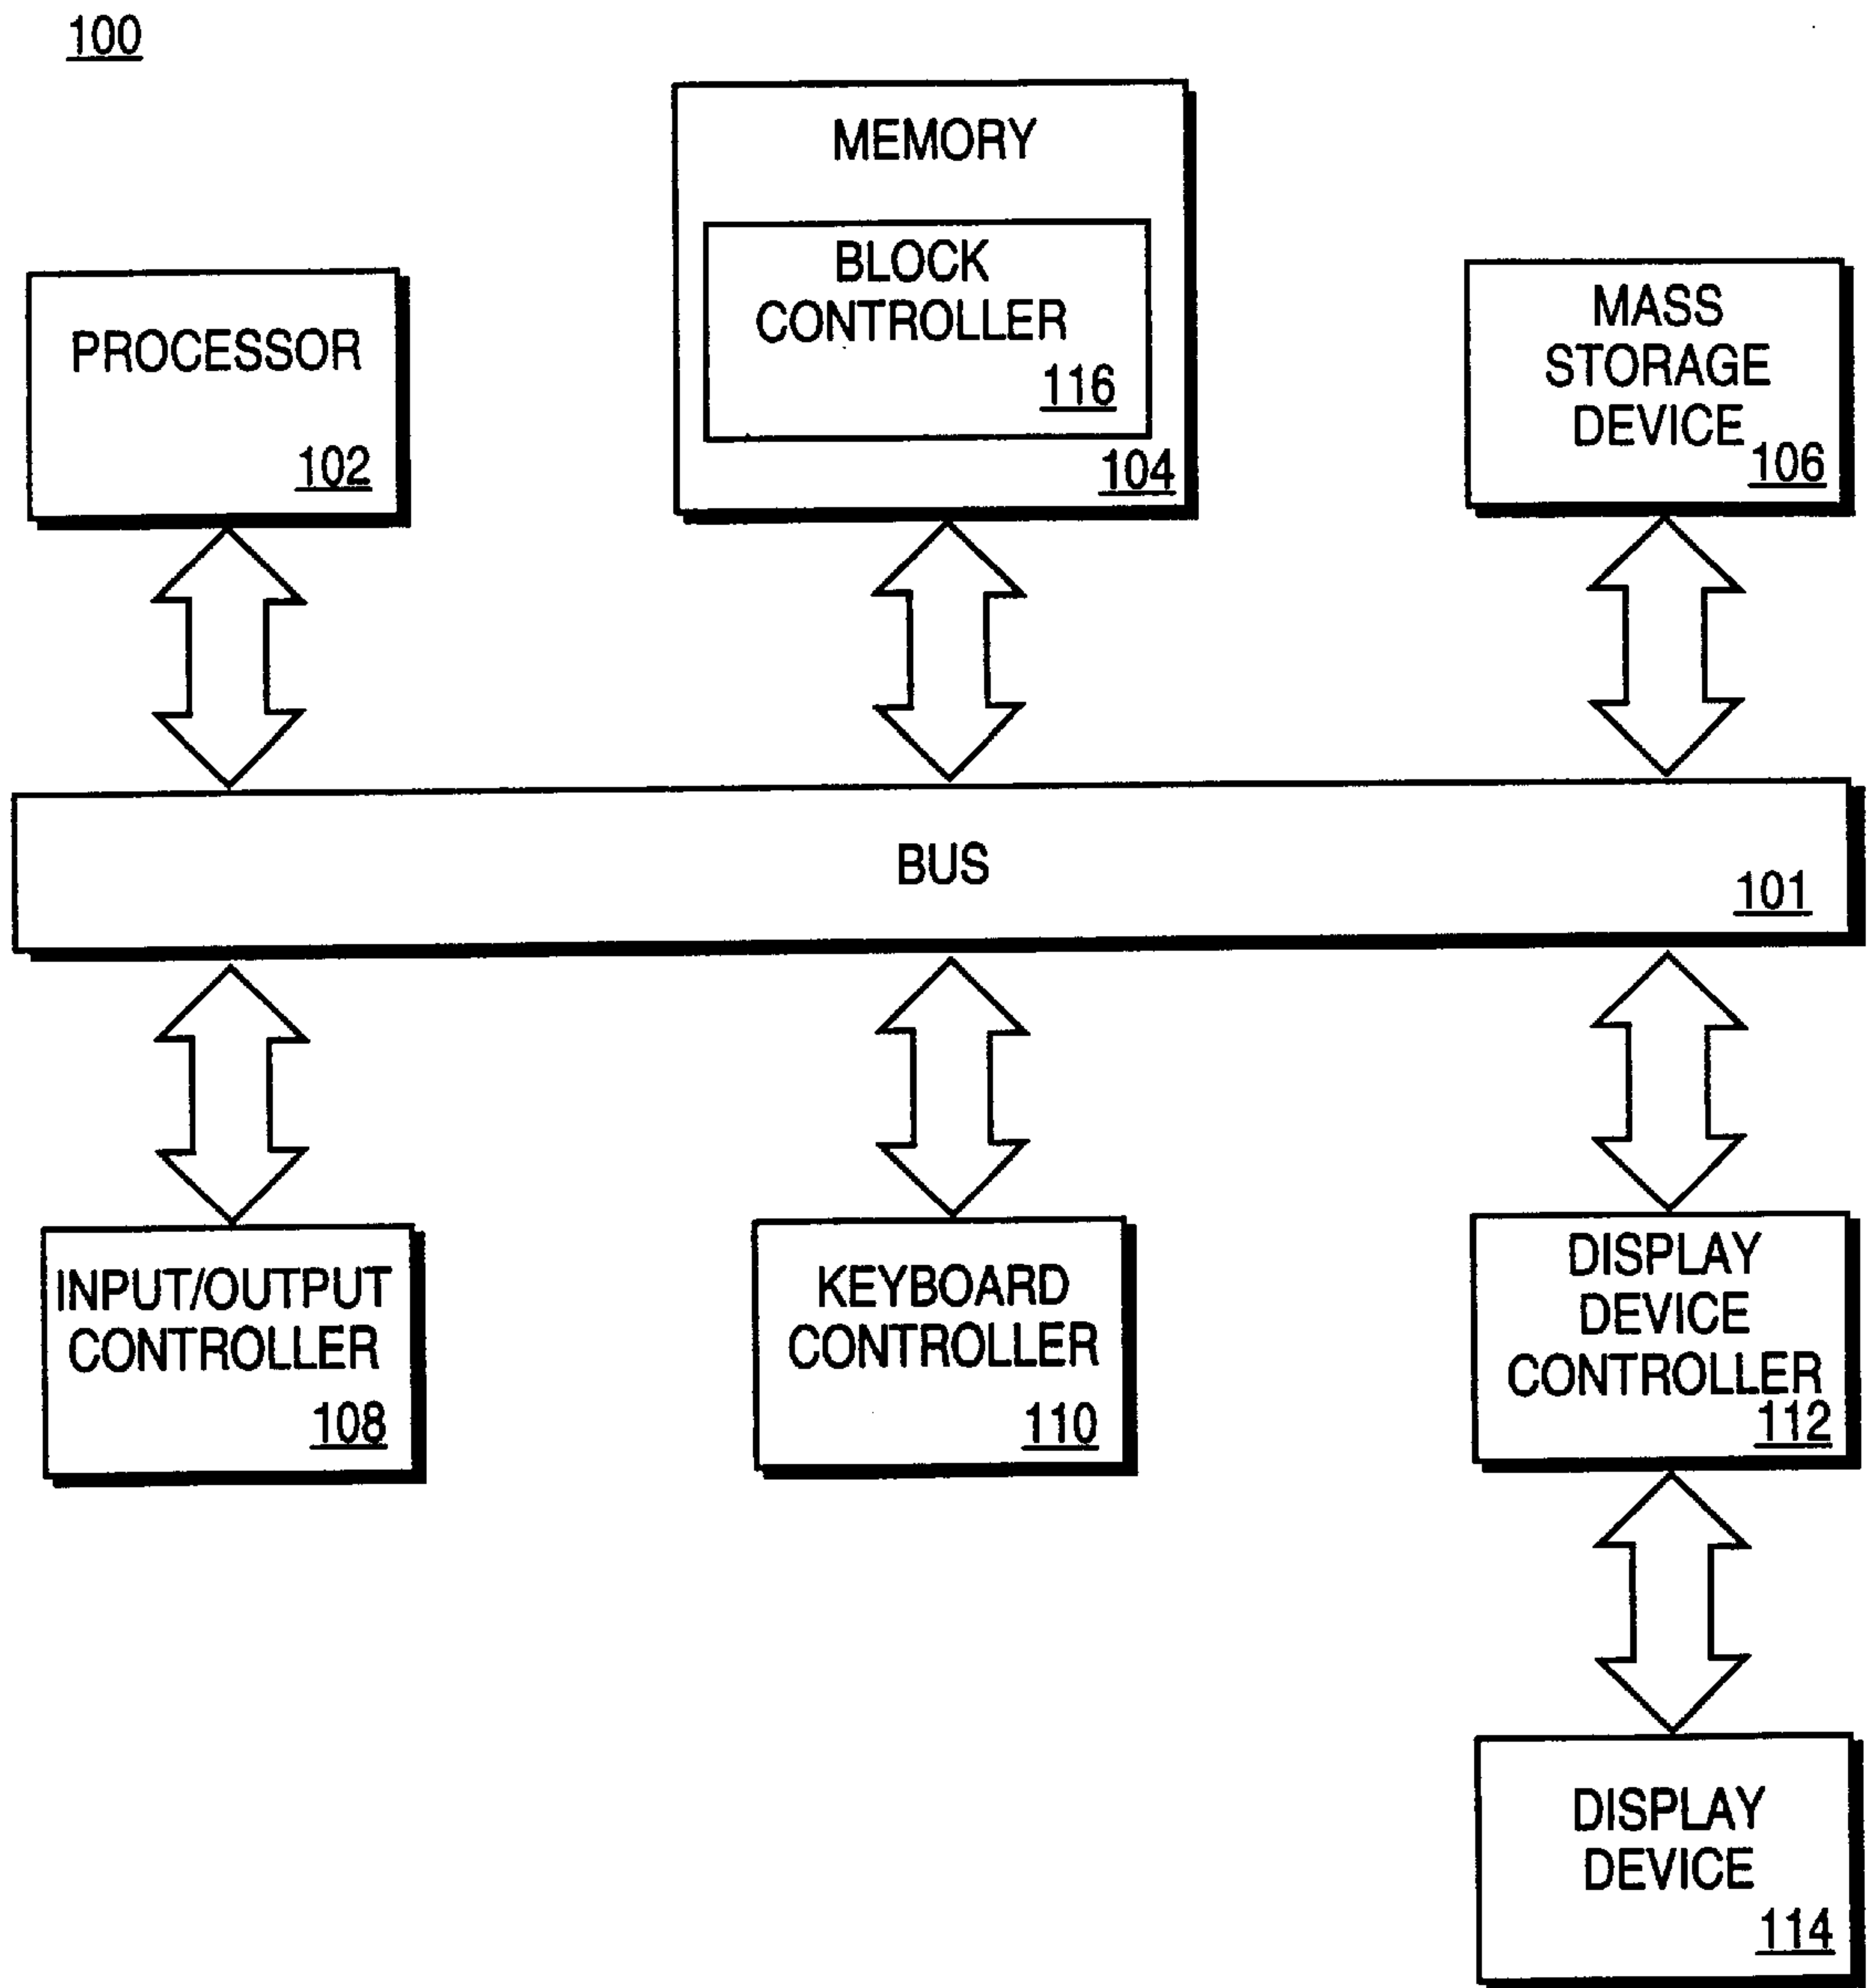 100
MEMORY
BLOCK
CONTROLLER
116
104
PROCESSOR
102
MASS
STORAGE
DEVICE
106
BUS
101
INPUT/OUTPUT
CONTROLLER
108
KEYBOARD
CONTROLLER
110
DISPLAY
DEVICE
CONTROLLER
112
DISPLAY
DEVICE
114